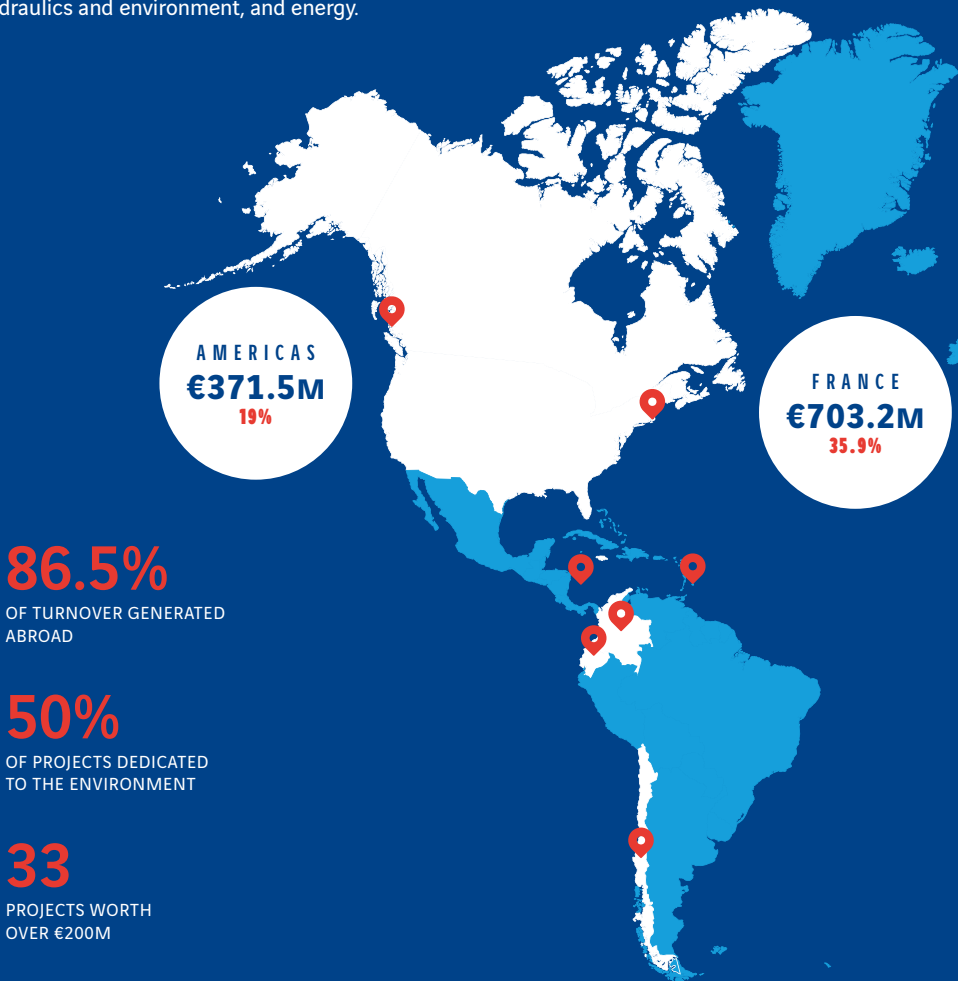 draulics and environment, and energy.
AMERICAS
€371.5M
19%
FRANCE
€703.2M
35.9%
86.5%
OF TURNOVER GENERATED
ABROAD
50%
OF PROJECTS DEDICATED
TO THE ENVIRONMENT
33
PROJECTS WORTH
OVER €200M